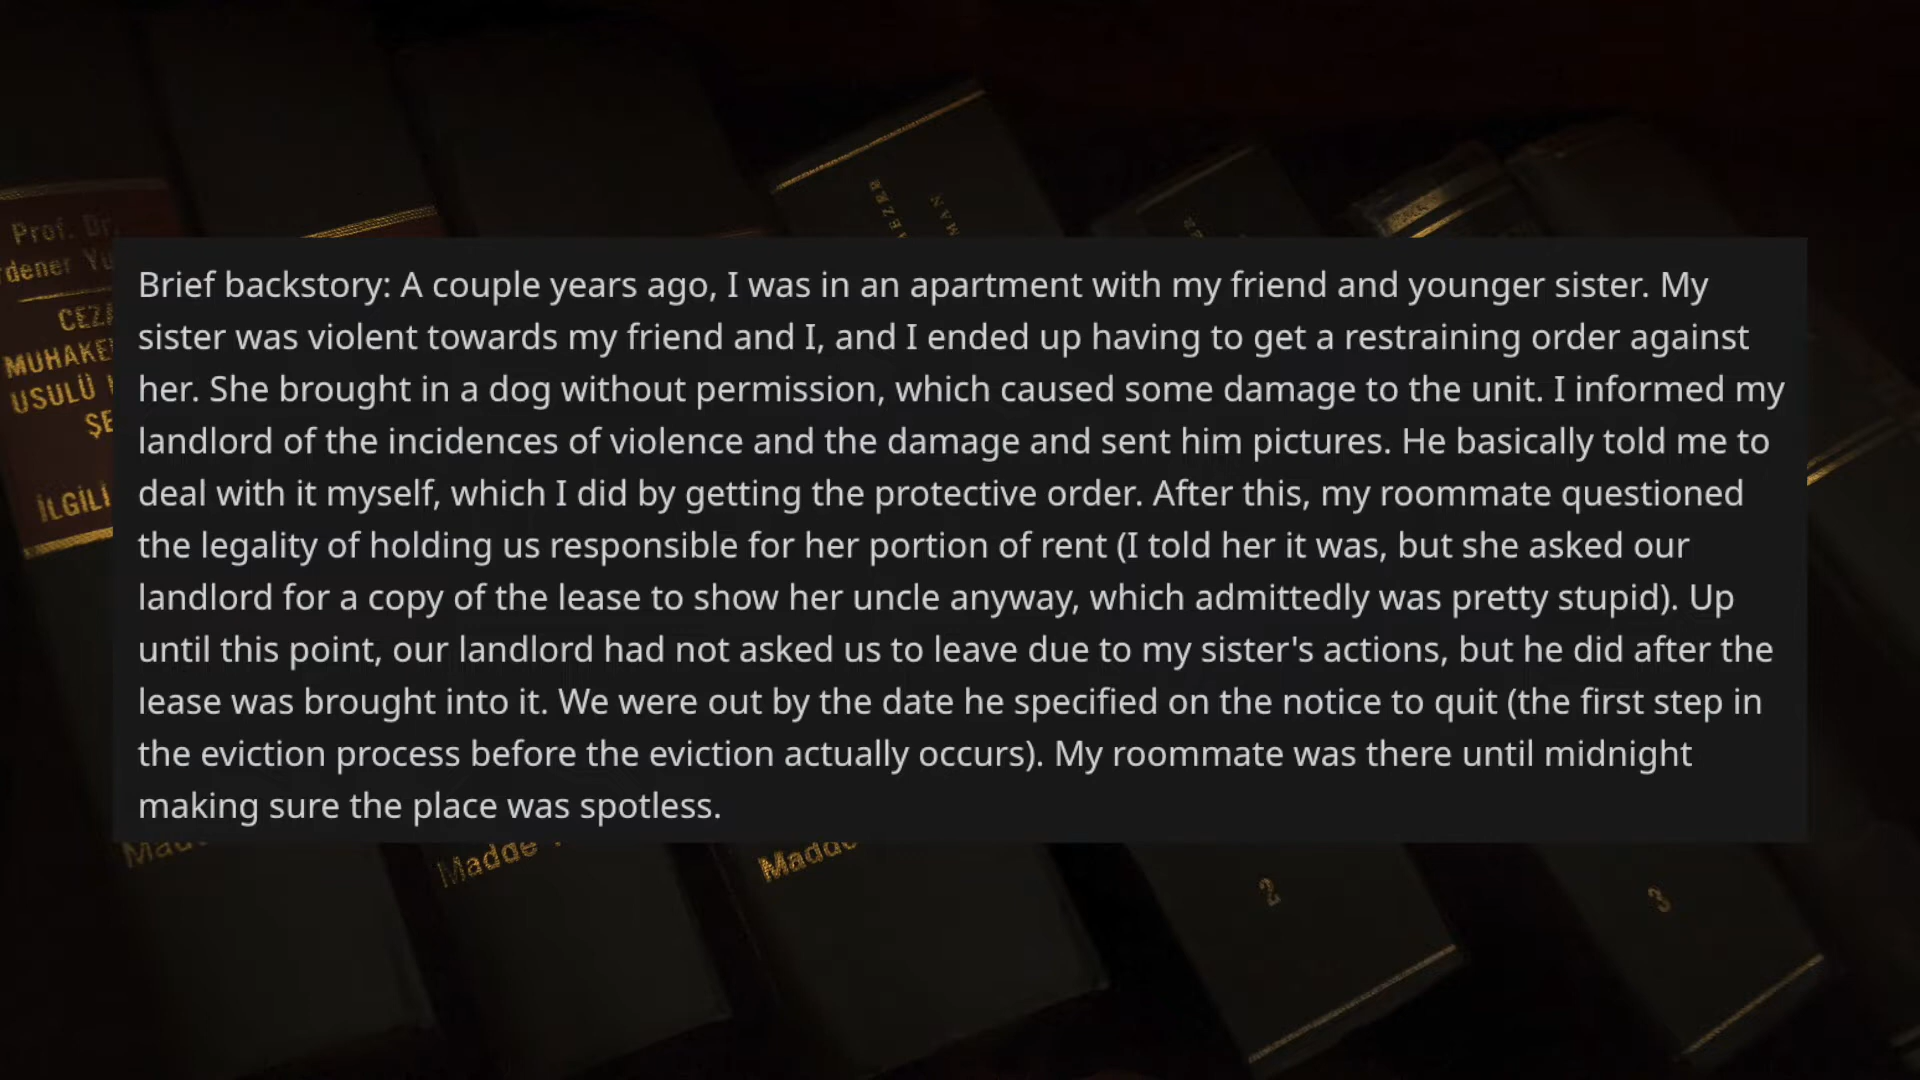 Prof. Dr.
CEZ
MUHAKE
USULÜ
ŞE
İLGİLİ
MAN
Brief backstory: A couple years ago, I was in an apartment with my friend and younger sister. My
sister was violent towards my friend and I, and I ended up having to get a restraining order against
her. She brought in a dog without permission, which caused some damage to the unit. I informed my
landlord of the incidences of violence and the damage and sent him pictures. He basically told me to
deal with it myself, which I did by getting the protective order. After this, my roommate questioned
the legality of holding us responsible for her portion of rent (I told her it was, but she asked our
landlord for a copy of the lease to show her uncle anyway, which admittedly was pretty stupid). Up
until this point, our landlord had not asked us to leave due to my sister's actions, but he did after the
lease was brought into it. We were out by the date he specified on the notice to quit (the first step in
the eviction process before the eviction actually occurs). My roommate was there until midnight
making sure the place was spotless.
Madde
2
3